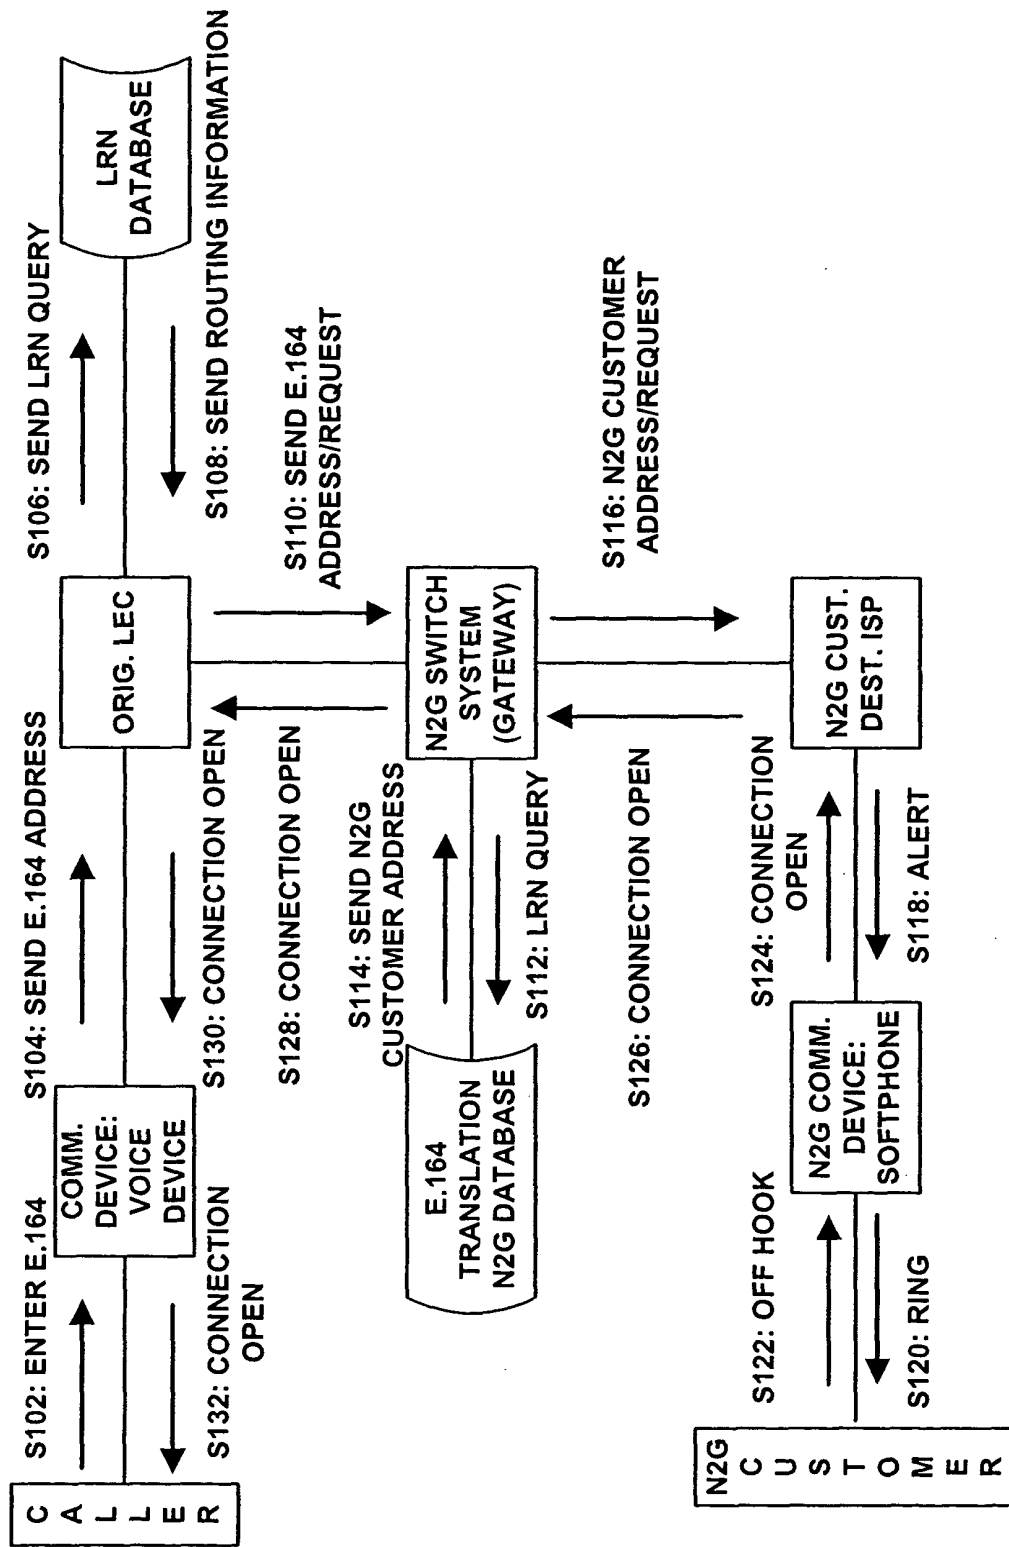 S106: SEND LRN QUERY
LRN
DATABASE
S108: SEND ROUTING INFORMATION
S104: SEND E.164 ADDRESS
ORIG. LEC
S130: CONNECTION OPEN
S102: ENTER E.164
COMM.
DEVICE:
VOICE
DEVICE
S132: CONNECTION
OPEN
CALLER
S110: SEND E.164
ADDRESS/REQUEST
S128: CONNECTION OPEN
N2G SWITCH
SYSTEM
(GATEWAY)
S114: SEND N2G
CUSTOMER ADDRESS
S112: LRN QUERY
E.164
TRANSLATION
N2G DATABASE
S116: N2G CUSTOMER
ADDRESS/REQUEST
S126: CONNECTION OPEN
N2G CUST.
DEST. ISP
S124: CONNECTION
OPEN
S118: ALERT
N2G COMM.
DEVICE:
SOFTPHONE
S122: OFF HOOK
S120: RING
N2G
CUSTOMER